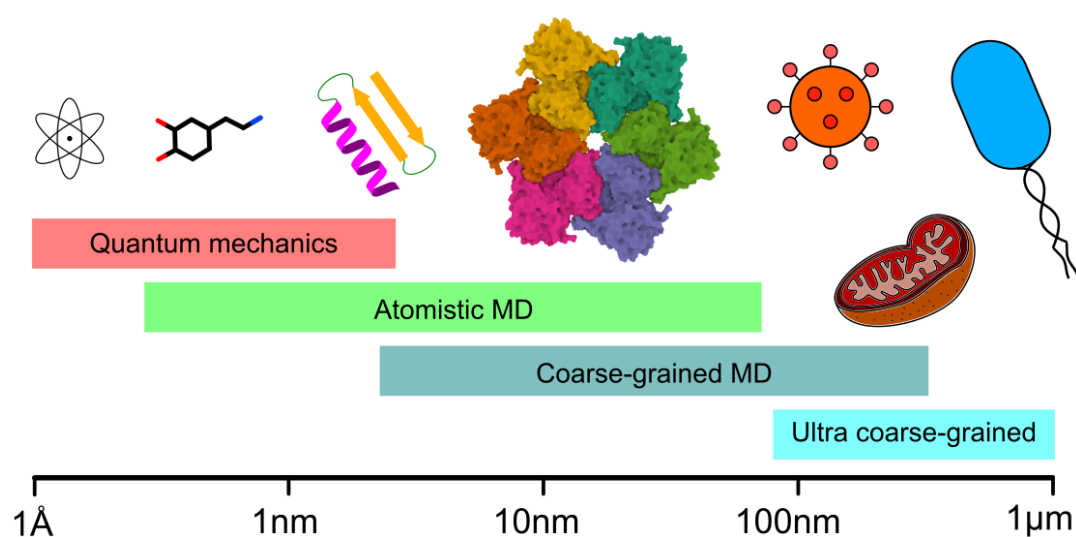 Quantum mechanics
Atomistic MD
Coarse-grained MD
Ultra coarse-grained
1Å 1nm 10nm 100nm 1μm